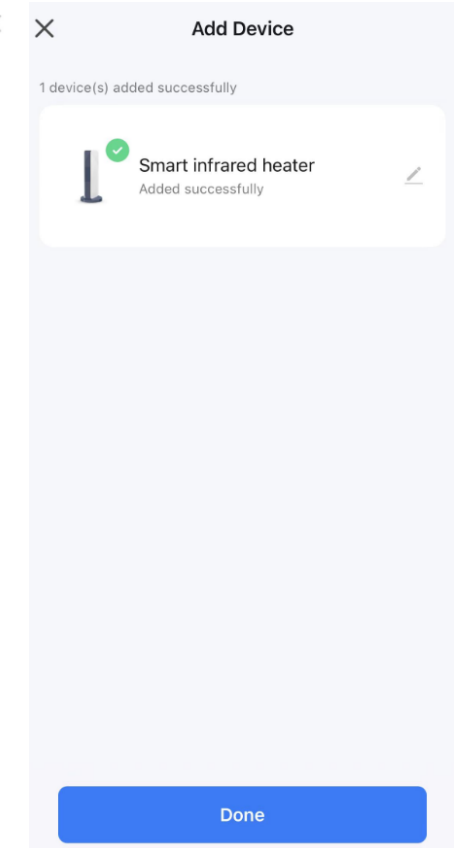 Add Device
1 device(s) added successfully
Smart infrared heater
Added successfully
Done